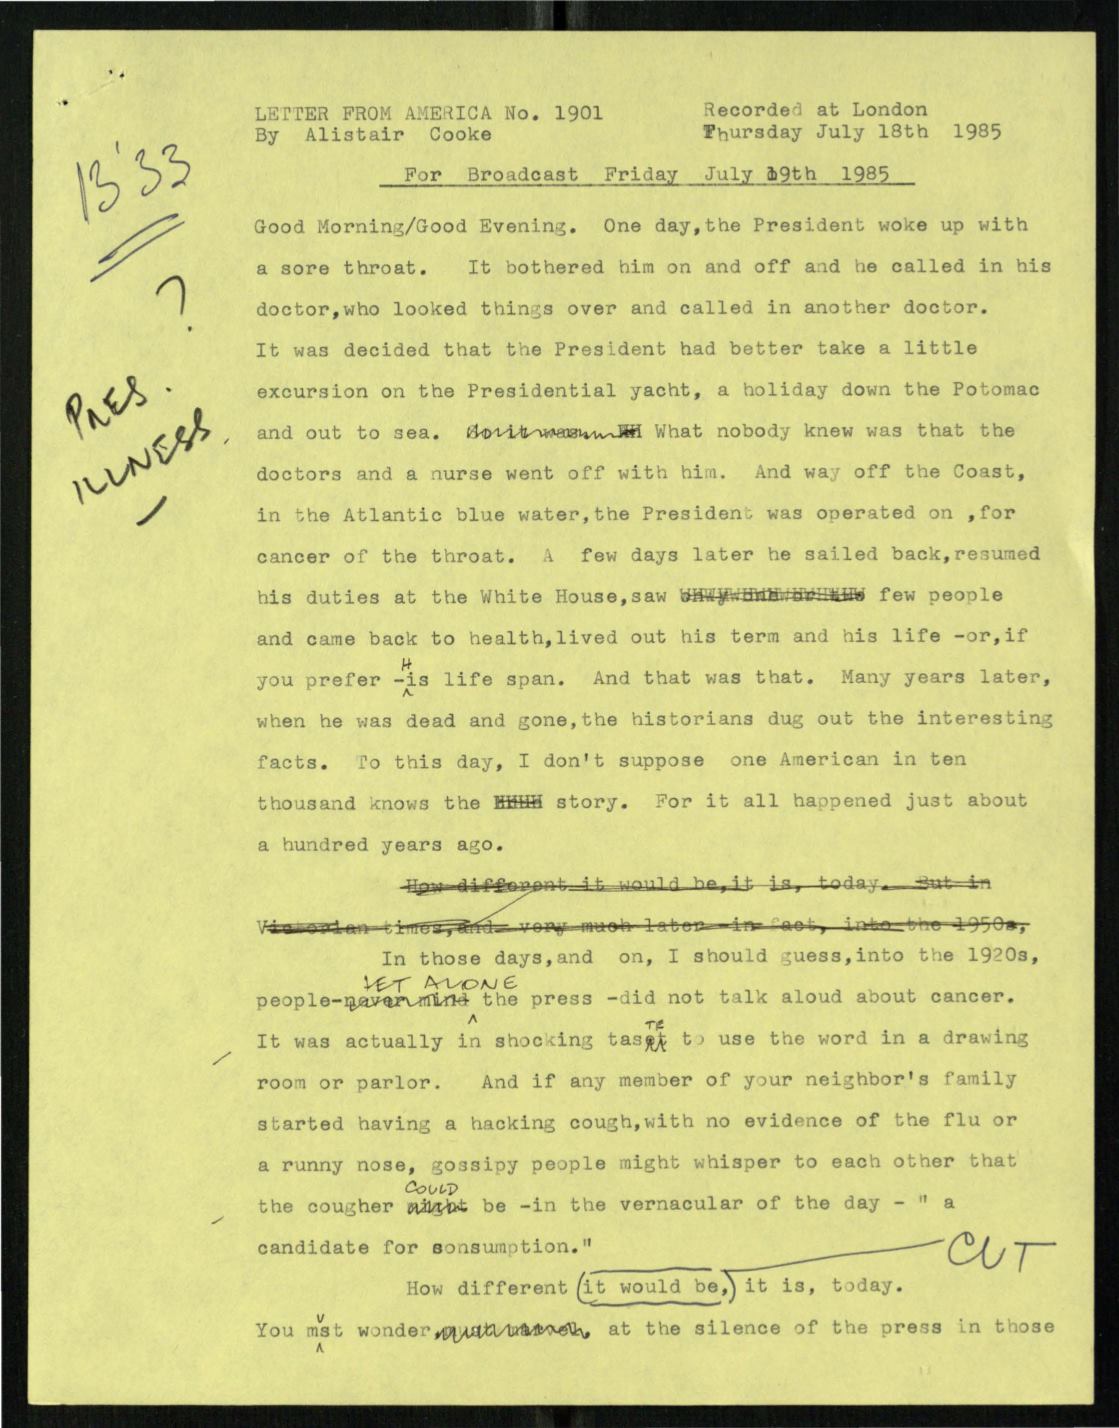 LETTER FROM AMERICA No. 1901 Recorded at London
By Alistair Cooke Thursday July 18th 1985
13'33
For Broadcast Friday July 19th 1985
Good Morning/Good Evening. One day,the President woke up with
a sore throat. It bothered him on and off and he called in his
doctor,who looked things over and called in another doctor.
?
It was decided that the President had better take a little
excursion on the Presidential yacht, a holiday down the Potomac
PRES.
ILLNESS.
and out to sea. What nobody knew was that the
doctors and a nurse went off with him. And way off the Coast,
in the Atlantic blue water,the President was operated on ,for
cancer of the throat. A few days later he sailed back,resumed
his duties at the White House,saw few people
and came back to health,lived out his term and his life -or,if
H
you prefer -is life span. And that was that. Many years later,
when he was dead and gone,the historians dug out the interesting
facts. To this day, I don't suppose one American in ten
thousand knows the story. For it all happened just about
a hundred years ago.
How different it would be,it is, today. But in
Victorian times,and- very much later -in fact, into the 1950s,
In those days,and on, I should guess,into the 1920s,
LET ALONE
people-never mind the press -did not talk aloud about cancer.
TE
It was actually in shocking taset to use the word in a drawing
room or parlor. And if any member of your neighbor's family
started having a hacking cough,with no evidence of the flu or
a runny nose, gossipy people might whisper to each other that
COULD
the cougher might be -in the vernacular of the day - " a
candidate for sonsumption."
CUT
How different (it would be,) it is, today.
V
You mst wonder, at the silence of the press in those